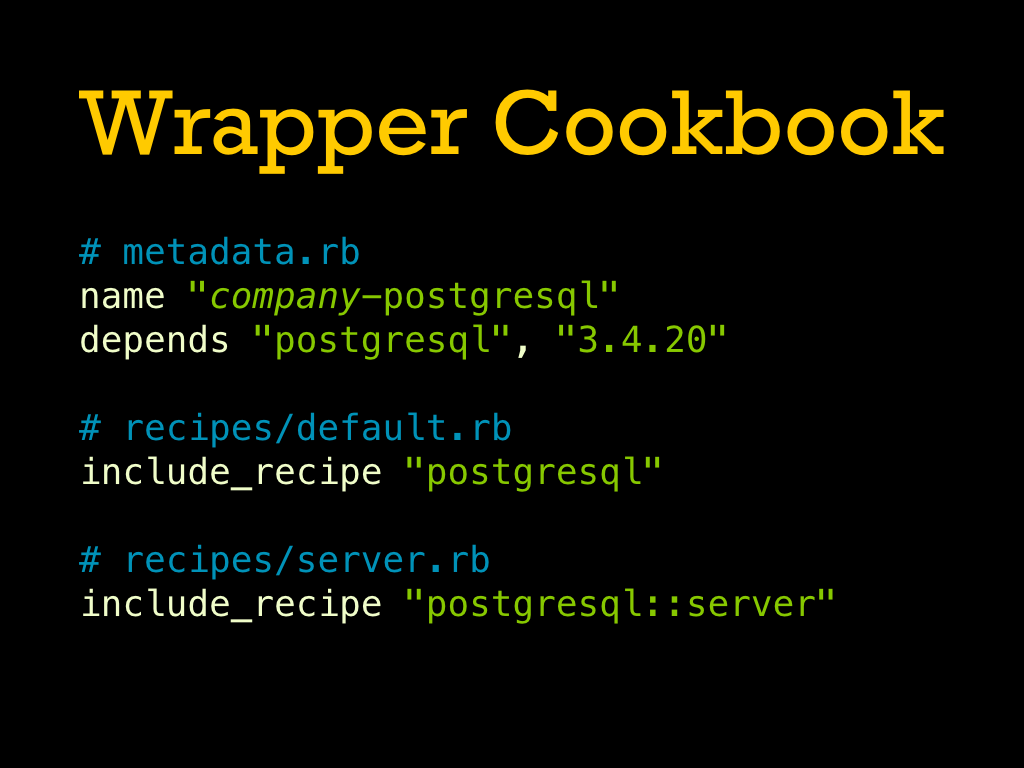 Wrapper Cookbook
# metadata.rb
name "company-postgresql"
depends "postgresql", "3.4.20"
# recipes/default.rb
include_recipe "postgresql"
# recipes/server.rb
include_recipe "postgresql::server"